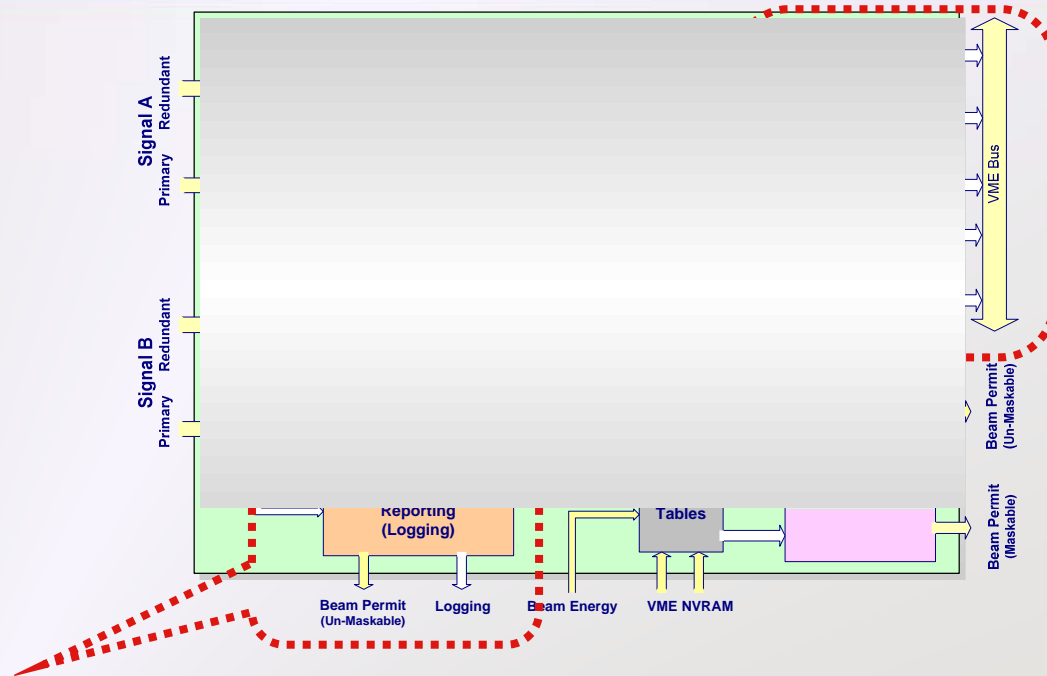 Signal A
Redundant
Primary
Signal B
Redundant
Primary
VME Bus
Beam Permit
(Un-Maskable)
Beam Permit
(Maskable)
Reporting
(Logging)
Tables
Beam Permit
(Un-Maskable)
Logging
Beam Energy
VME NVRAM